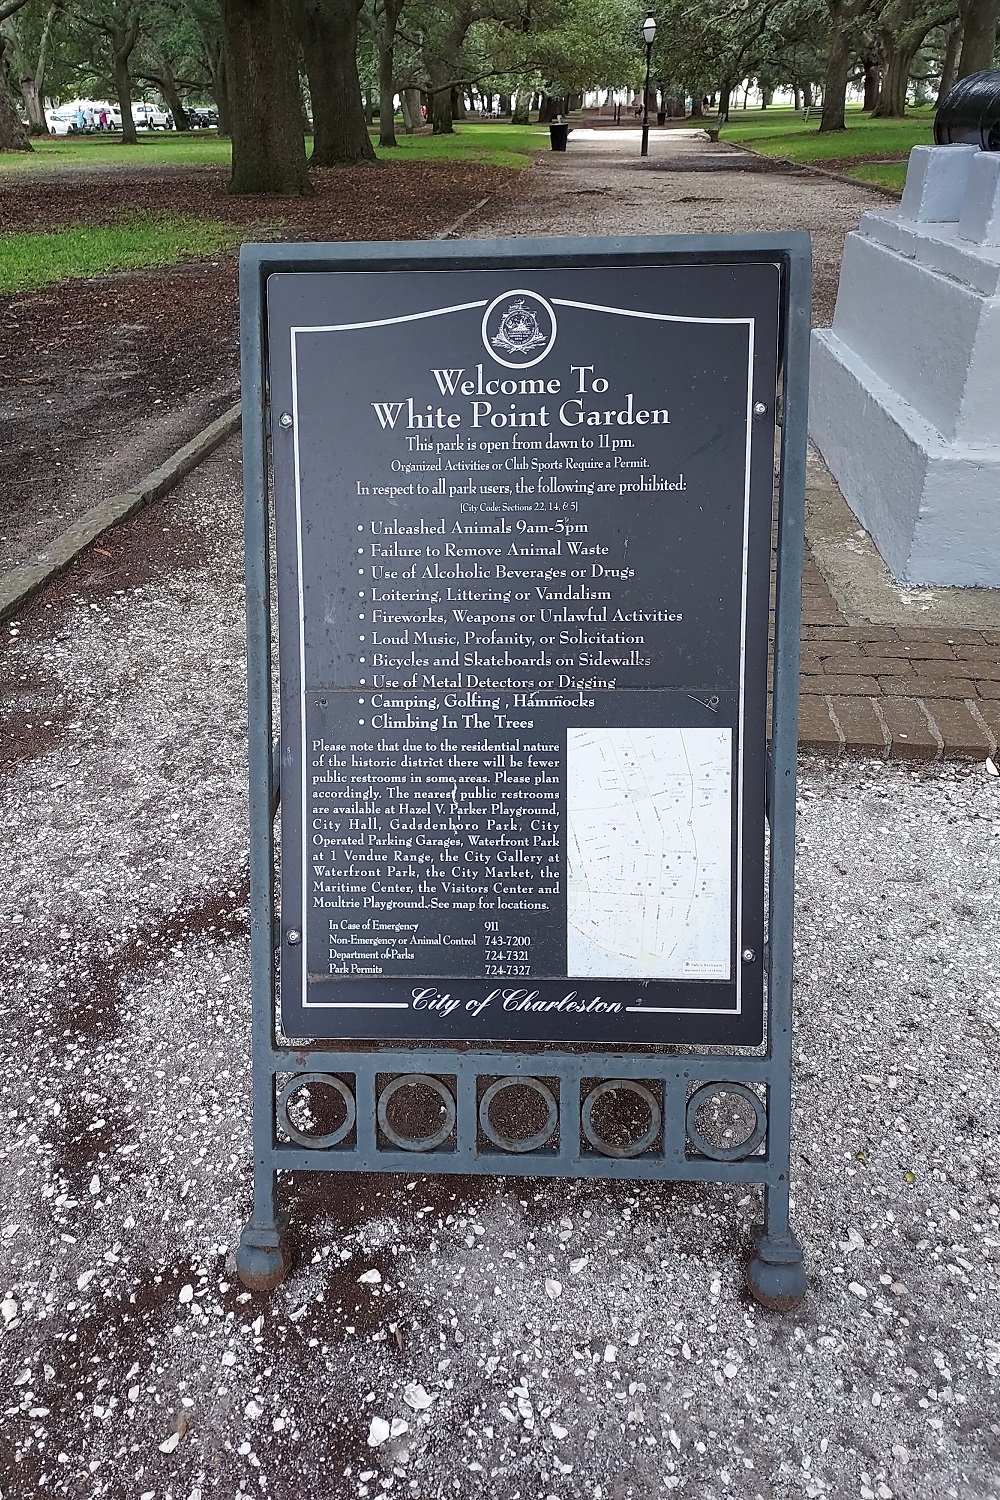 Welcome To
White Point Garden
This park is open from dawn to 11 pm.
Organized Activities or Club Sports Require a Permit.
In respect to all park users, the following are prohibited:
[City Code: Sections 22, 14, & 5]
• Unleashed Animals 9am-5pm
• Failure to Remove Animal Waste
• Use of Alcoholic Beverages or Drugs
• Loitering, Littering or Vandalism
• Fireworks, Weapons or Unlawful Activities
• Loud Music, Profanity, or Solicitation
• Bicycles and Skateboards on Sidewalks
• Use of Metal Detectors or Digging
• Camping, Golfing , Hammocks
• Climbing In The Trees
Please note that due to the residential nature
of the historic district there will be fewer
public restrooms in some areas. Please plan
accordingly. The nearest public restrooms
are available at Hazel V. Parker Playground,
City Hall, Gadsdenboro Park, City
Operated Parking Garages, Waterfront Park
at 1 Vendue Range, the City Gallery at
Waterfront Park, the City Market, the
Maritime Center, the Visitors Center and
Moultrie Playground. See map for locations.
In Case of Emergency 911
Non-Emergency or Animal Control 743-7200
Department of Parks 724-7321
Park Permits 724-7327
City of Charleston